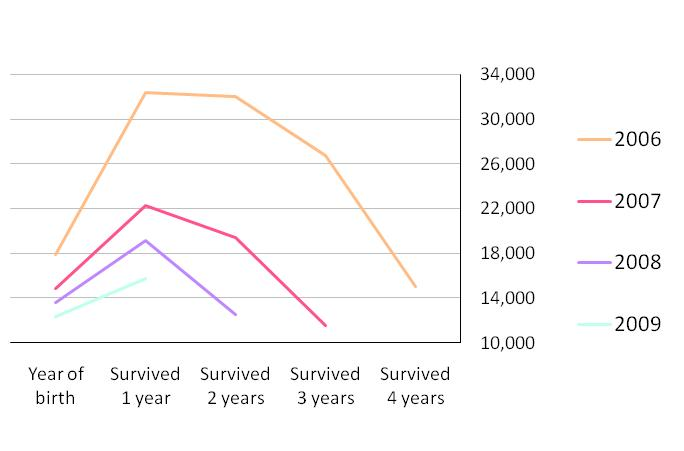 34,000
30,000
26,000
22,000
18,000
14,000
10,000
2006
2007
2008
2009
Year of birth
Survived 1 year
Survived 2 years
Survived 3 years
Survived 4 years